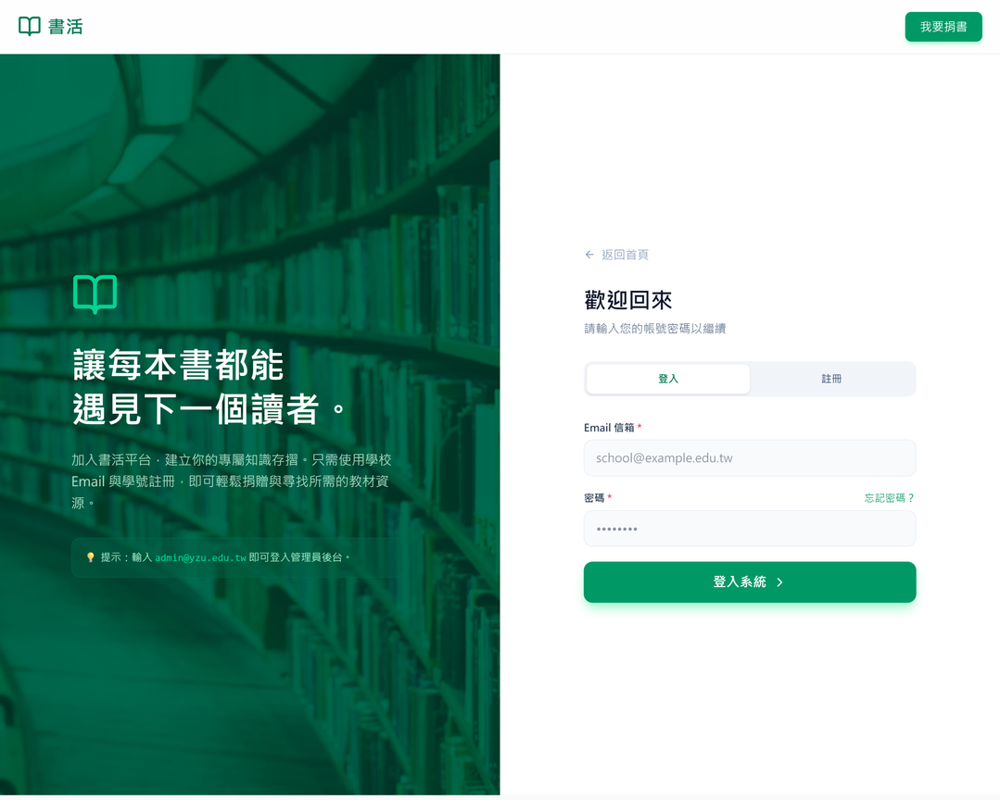 書活
我要捐書
讓每本書都能
遇見下一個讀者。
加入書活平台，建立你的專屬知識存摺。只需使用學校
Email 與學號註冊，即可輕鬆捐贈與尋找所需的教材資
源。
💡 提示：輸入 admin@yzu.edu.tw 即可登入管理員後台。
← 返回首頁
歡迎回來
請輸入您的帳號密碼以繼續
登入 註冊
Email 信箱 *
school@example.edu.tw
密碼 * 忘記密碼？
••••••••
登入系統 >